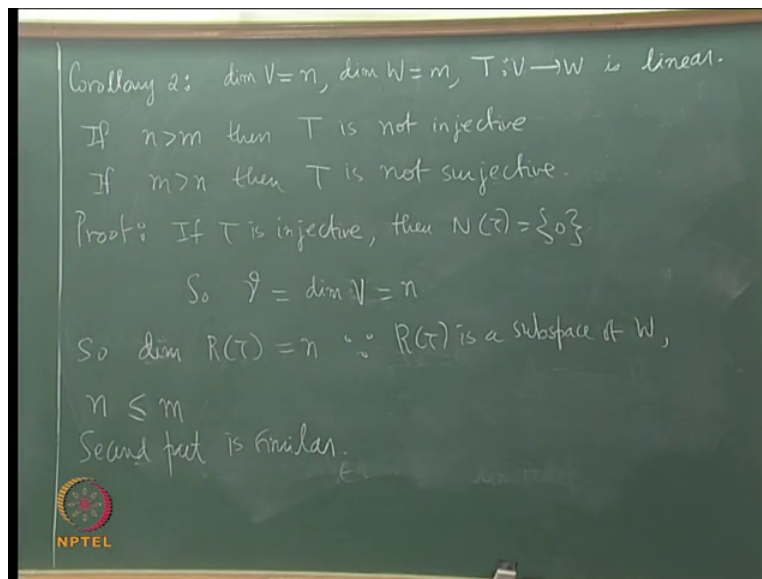 Corollary 2: dim V = n, dim W = m, T : V → W is linear.
If n > m then T is not injective
If m > n then T is not surjective.
Proof: If T is injective, then N(T) = {0}.
So r = dim V = n
So dim R(T) = n ∵ R(T) is a subspace of W,
n ≤ m
Second part is similar.
NPTEL